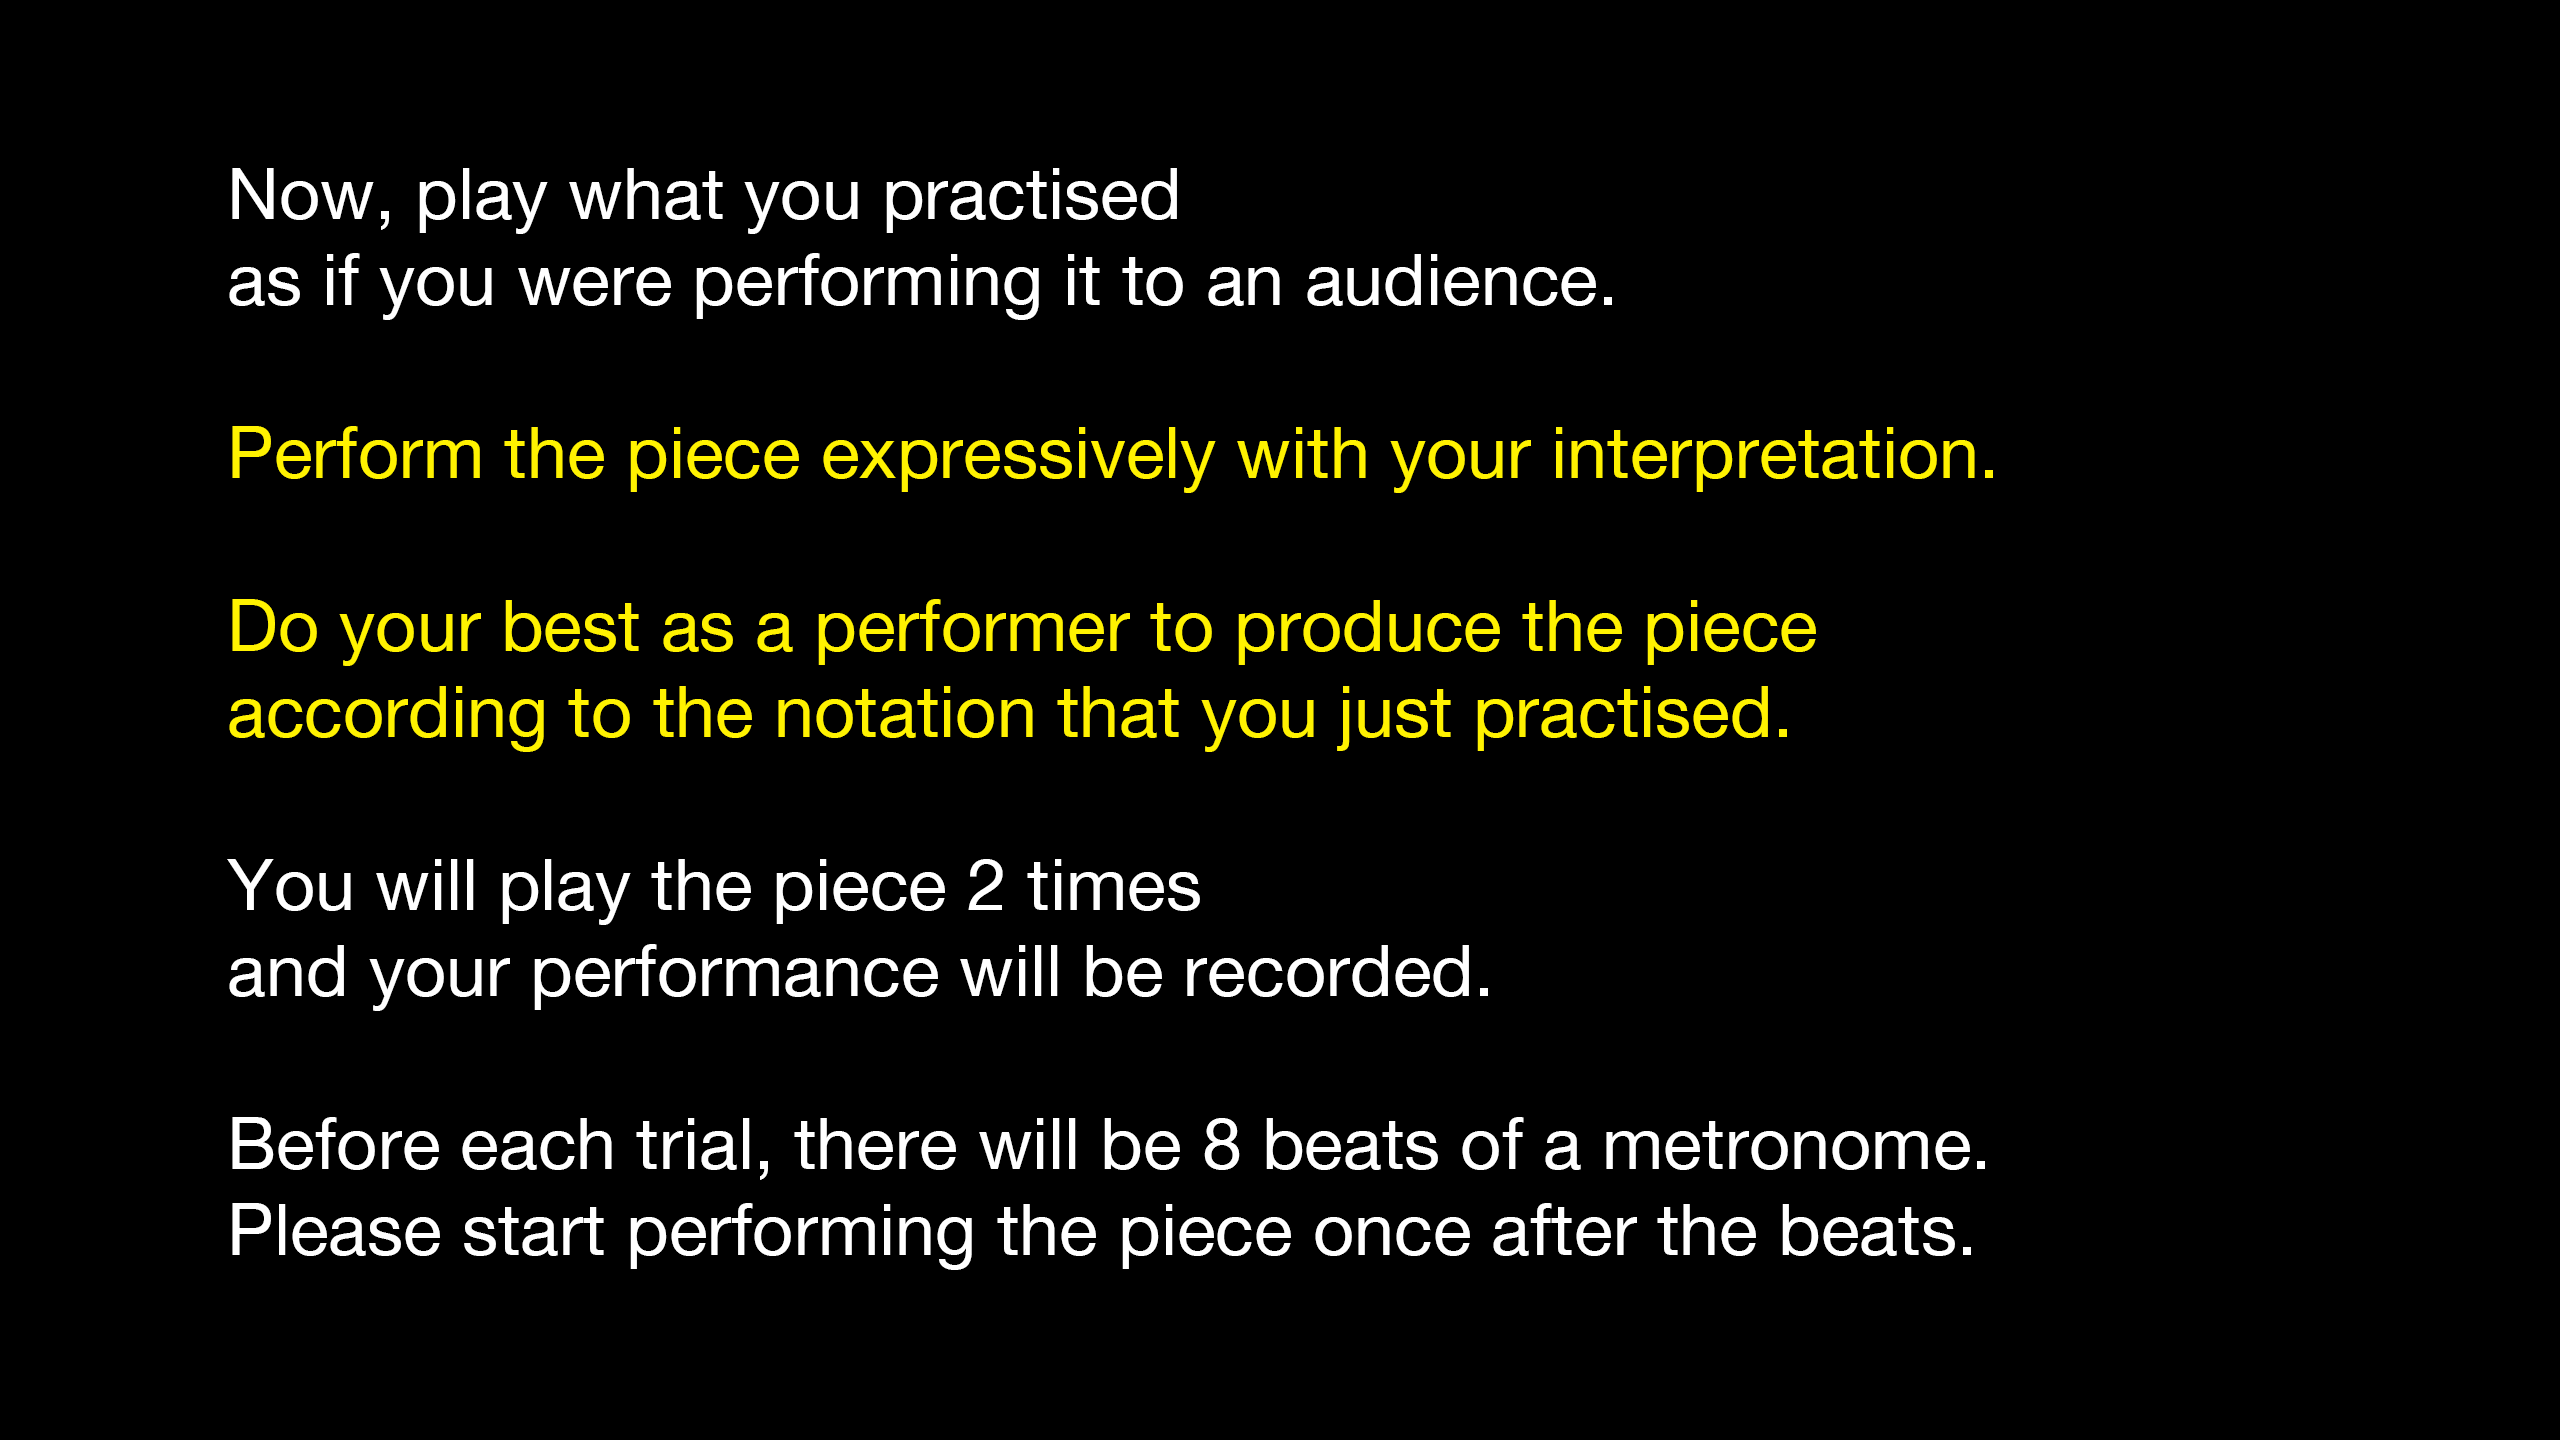 Now, play what you practised
as if you were performing it to an audience.
Perform the piece expressively with your interpretation.
Do your best as a performer to produce the piece
according to the notation that you just practised.
You will play the piece 2 times
and your performance will be recorded.
Before each trial, there will be 8 beats of a metronome.
Please start performing the piece once after the beats.